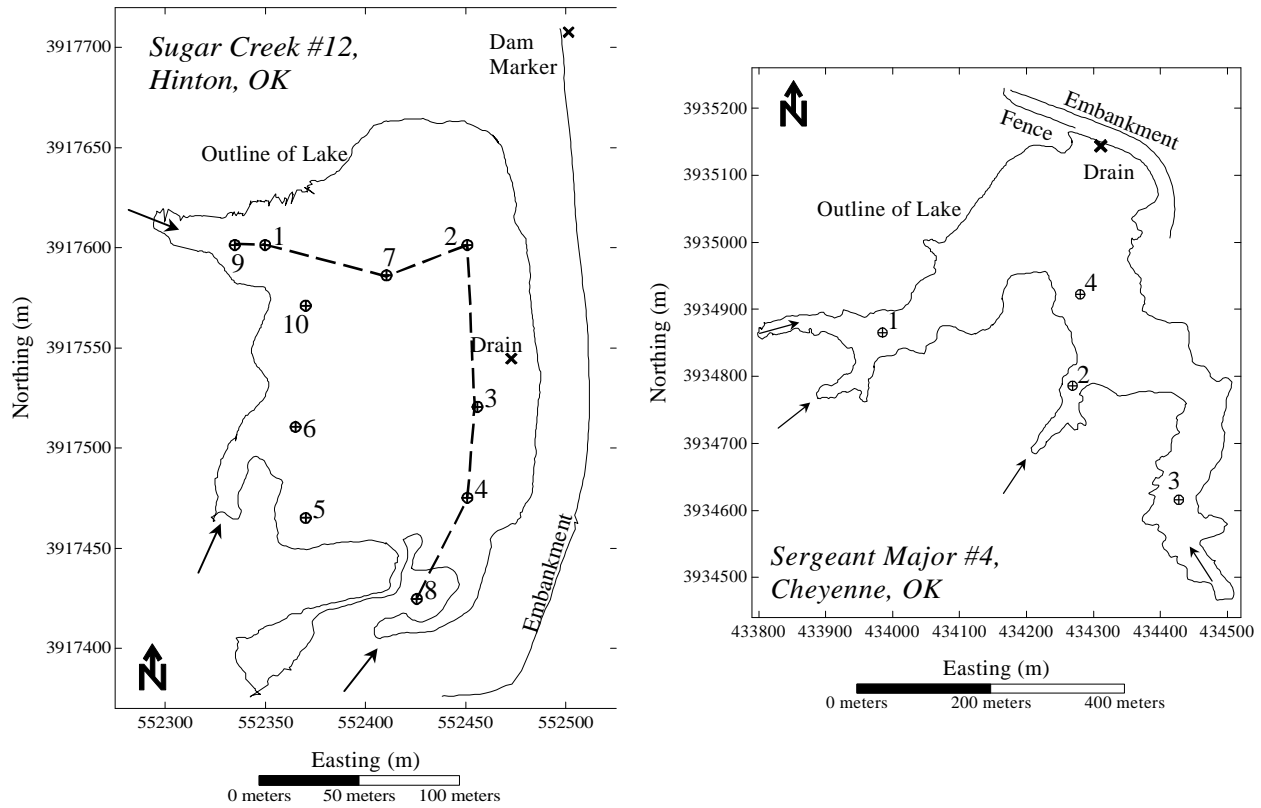 Sugar Creek #12,
Hinton, OK
Dam
Marker
Outline of Lake
3917700
3917650
3917600
3917550
3917500
3917450
3917400
Northing (m)
9
1
7
2
10
Drain
3
6
4
5
8
Embankment
N
552300
552350
552400
552450
552500
Easting (m)
0 meters
50 meters
100 meters
N
Embankment
Fence
Drain
Outline of Lake
3935200
3935100
3935000
3934900
3934800
3934700
3934600
3934500
Northing (m)
1
4
2
3
Sergeant Major #4,
Cheyenne, OK
433800
433900
434000
434100
434200
434300
434400
434500
Easting (m)
0 meters
200 meters
400 meters